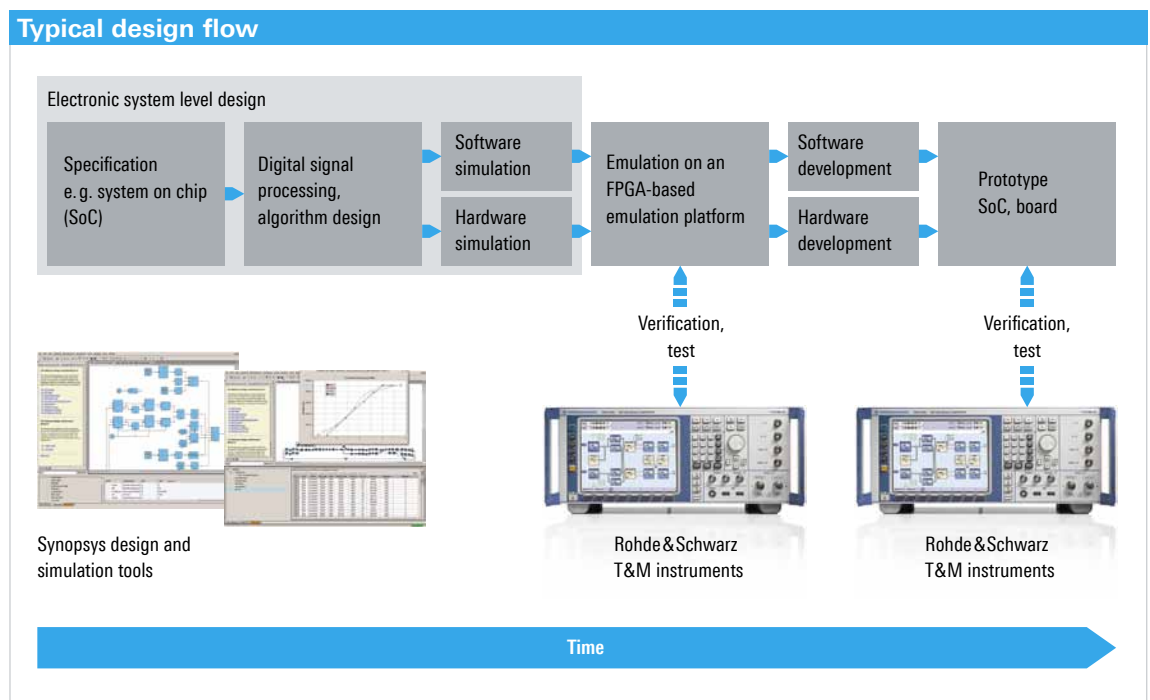 Typical design flow
Electronic system level design
Specification
e. g. system on chip
(SoC)
Digital signal
processing,
algorithm design
Software
simulation
Hardware
simulation
Emulation on an
FPGA-based
emulation platform
Software
development
Hardware
development
Prototype
SoC, board
Verification,
test
Verification,
test
Synopsys design and
simulation tools
Rohde & Schwarz
T&M instruments
Rohde & Schwarz
T&M instruments
Time